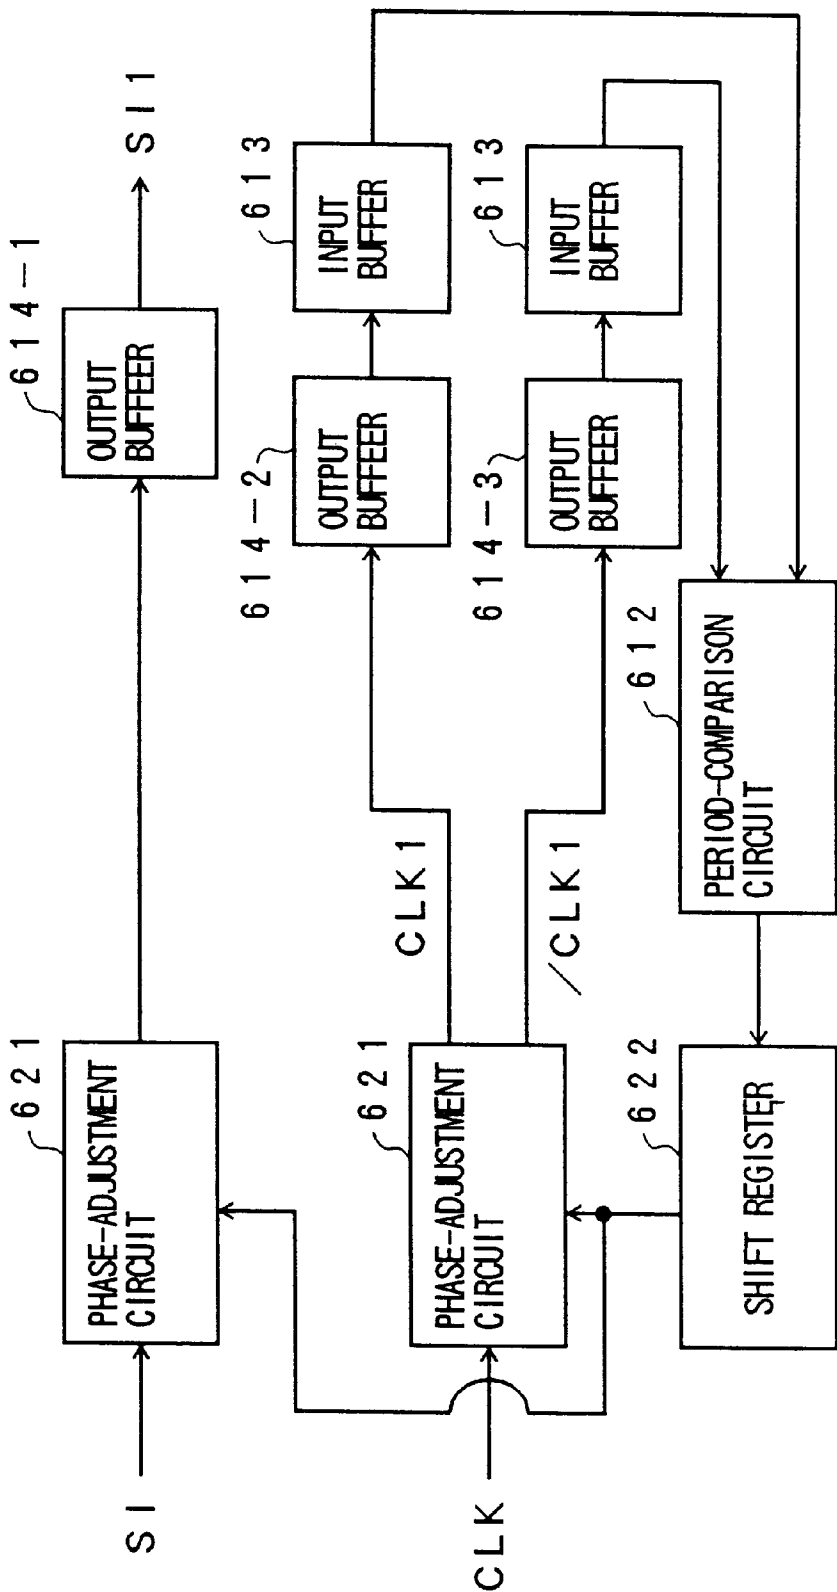 SI
PHASE-ADJUSTMENT
CIRCUIT
621
OUTPUT
BUFFEER
614-1
SI1
CLK
PHASE-ADJUSTMENT
CIRCUIT
621
CLK1
/CLK1
614-2
OUTPUT
BUFFEER
613
INPUT
BUFFER
614-3
OUTPUT
BUFFEER
613
INPUT
BUFFER
622
SHIFT REGISTER
612
PERIOD-COMPARISON
CIRCUIT